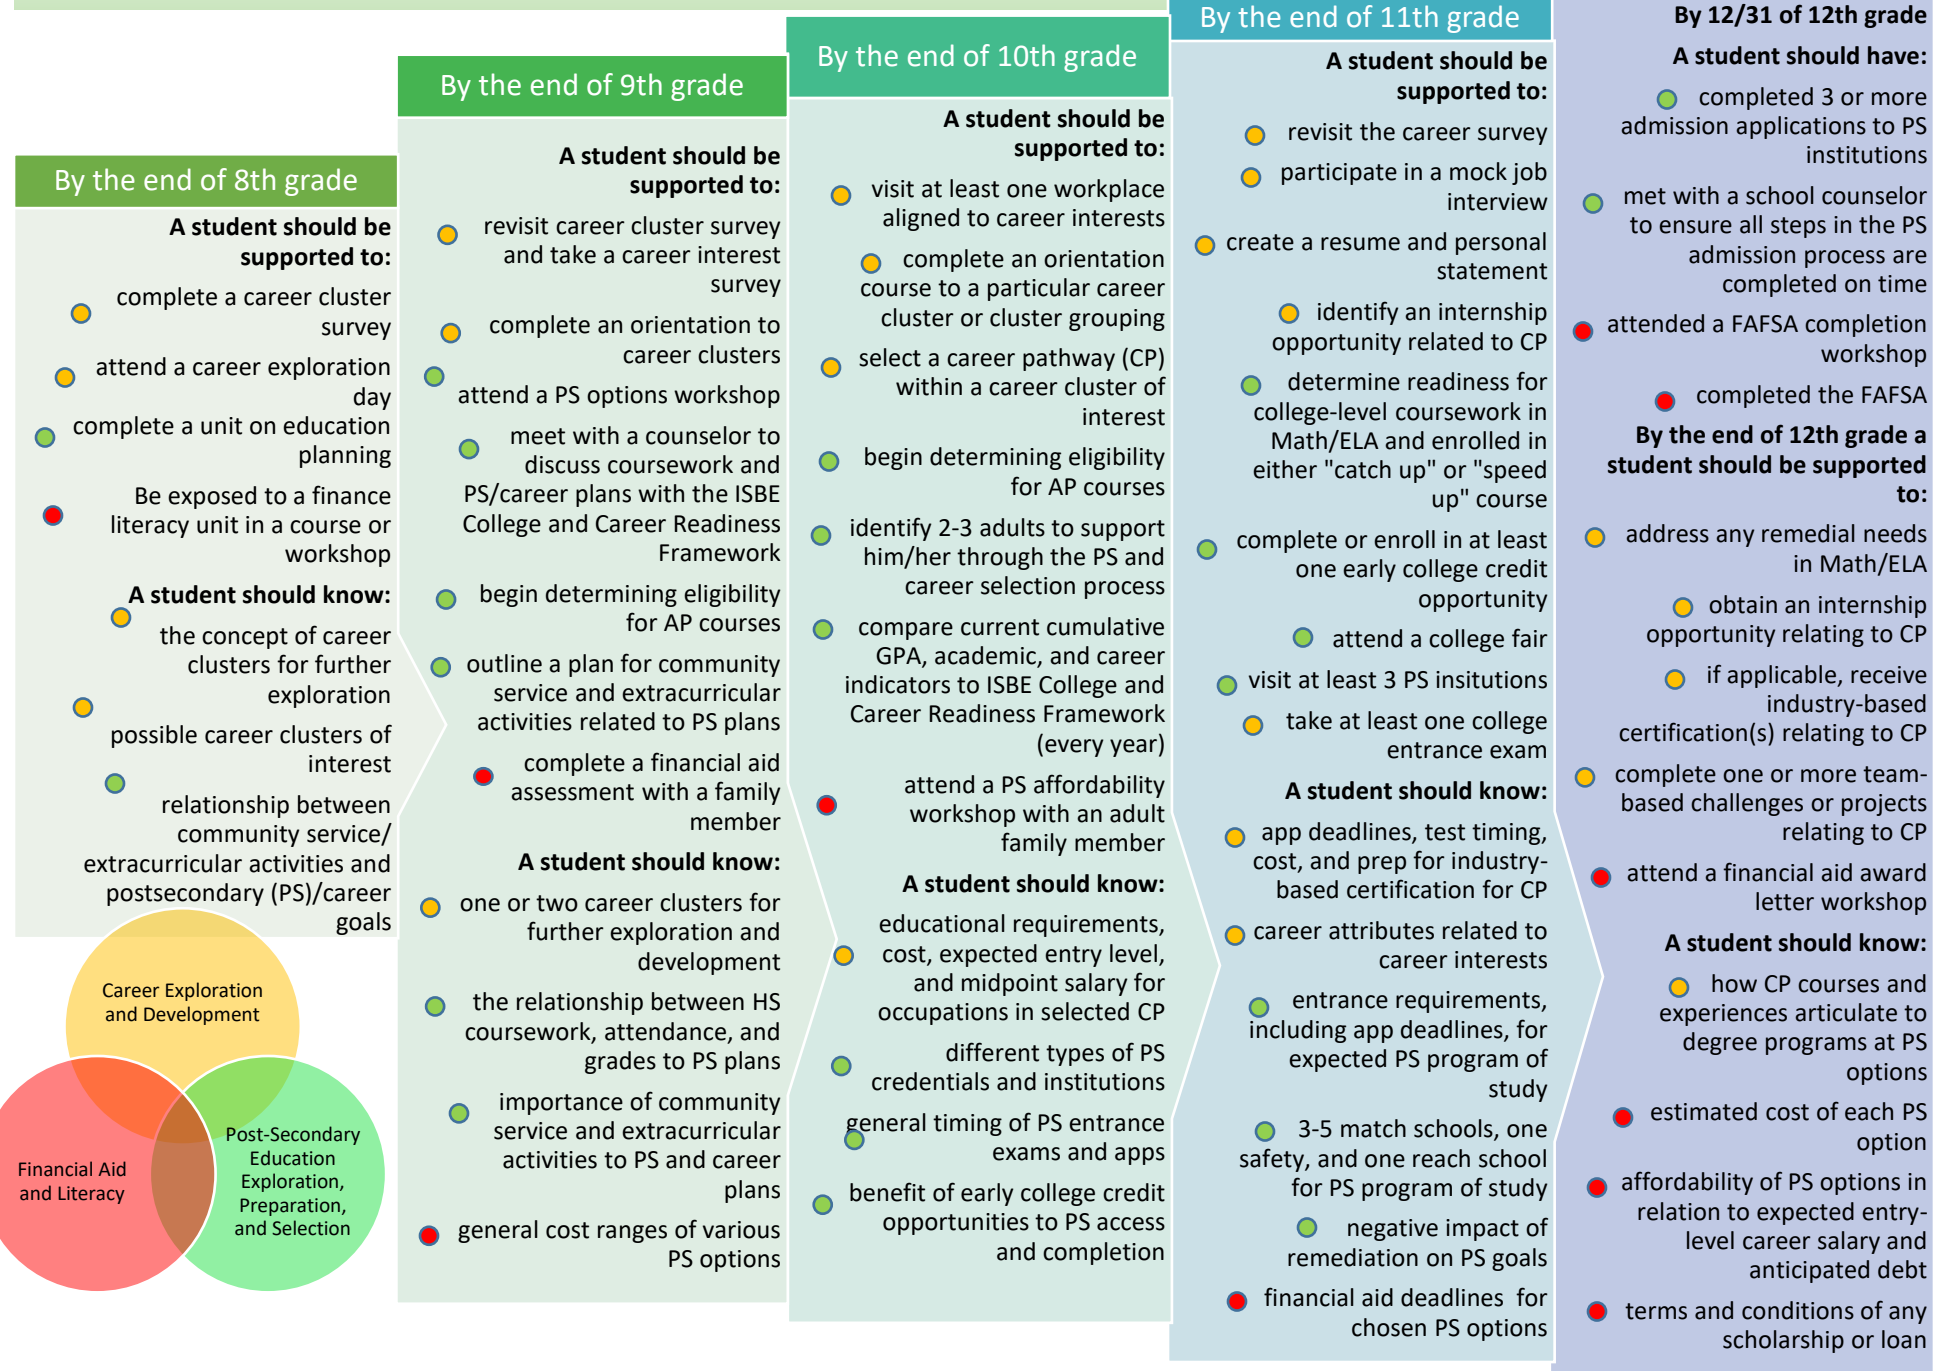 By the end of 8th grade
A student should be
supported to:
complete a career cluster
survey
attend a career exploration
day
complete a unit on education
planning
Be exposed to a finance
literacy unit in a course or
workshop
A student should know:
the concept of career
clusters for further
exploration
possible career clusters of
interest
relationship between
community service/
extracurricular activities and
postsecondary (PS)/career
goals
Career Exploration
and Development
Financial Aid
and Literacy
Post-Secondary
Education
Exploration,
Preparation,
and Selection
By the end of 9th grade
A student should be
supported to:
revisit career cluster survey
and take a career interest
survey
complete an orientation to
career clusters
attend a PS options workshop
meet with a counselor to
discuss coursework and
PS/career plans with the ISBE
College and Career Readiness
Framework
begin determining eligibility
for AP courses
outline a plan for community
service and extracurricular
activities related to PS plans
complete a financial aid
assessment with a family
member
A student should know:
one or two career clusters for
further exploration and
development
the relationship between HS
coursework, attendance, and
grades to PS plans
importance of community
service and extracurricular
activities to PS and career
plans
general cost ranges of various
PS options
By the end of 10th grade
A student should be
supported to:
visit at least one workplace
aligned to career interests
complete an orientation
course to a particular career
cluster or cluster grouping
select a career pathway (CP)
within a career cluster of
interest
begin determining eligibility
for AP courses
identify 2-3 adults to support
him/her through the PS and
career selection process
compare current cumulative
GPA, academic, and career
indicators to ISBE College and
Career Readiness Framework
(every year)
attend a PS affordability
workshop with an adult
family member
A student should know:
educational requirements,
cost, expected entry level,
and midpoint salary for
occupations in selected CP
different types of PS
credentials and institutions
general timing of PS entrance
exams and apps
benefit of early college credit
opportunities to PS access
and completion
By the end of 11th grade
A student should be
supported to:
revisit the career survey
participate in a mock job
interview
create a resume and personal
statement
identify an internship
opportunity related to CP
determine readiness for
college-level coursework in
Math/ELA and enrolled in
either "catch up" or "speed
up" course
complete or enroll in at least
one early college credit
opportunity
attend a college fair
visit at least 3 PS insitutions
take at least one college
entrance exam
A student should know:
app deadlines, test timing,
cost, and prep for industry-
based certification for CP
career attributes related to
career interests
entrance requirements,
including app deadlines, for
expected PS program of
study
3-5 match schools, one
safety, and one reach school
for PS program of study
negative impact of
remediation on PS goals
financial aid deadlines for
chosen PS options
By 12/31 of 12th grade
A student should have:
completed 3 or more
admission applications to PS
institutions
met with a school counselor
to ensure all steps in the PS
admission process are
completed on time
attended a FAFSA completion
workshop
completed the FAFSA
By the end of 12th grade a
student should be supported
to:
address any remedial needs
in Math/ELA
obtain an internship
opportunity relating to CP
if applicable, receive
industry-based
certification(s) relating to CP
complete one or more team-
based challenges or projects
relating to CP
attend a financial aid award
letter workshop
A student should know:
how CP courses and
experiences articulate to
degree programs at PS
options
estimated cost of each PS
option
affordability of PS options in
relation to expected entry-
level career salary and
anticipated debt
terms and conditions of any
scholarship or loan